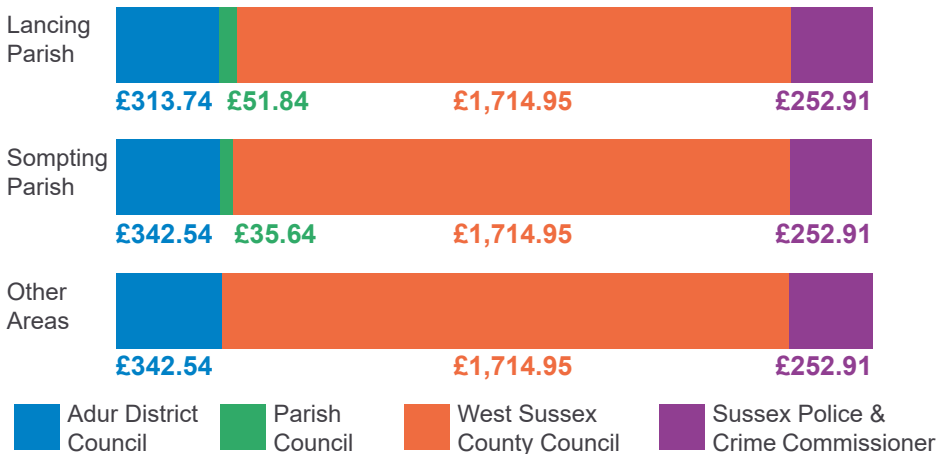 Lancing
Parish
£313.74 £51.84 £1,714.95 £252.91
Sompting
Parish
£342.54 £35.64 £1,714.95 £252.91
Other
Areas
£342.54 £1,714.95 £252.91
Adur District
Council
Parish
Council
West Sussex
County Council
Sussex Police &
Crime Commissioner